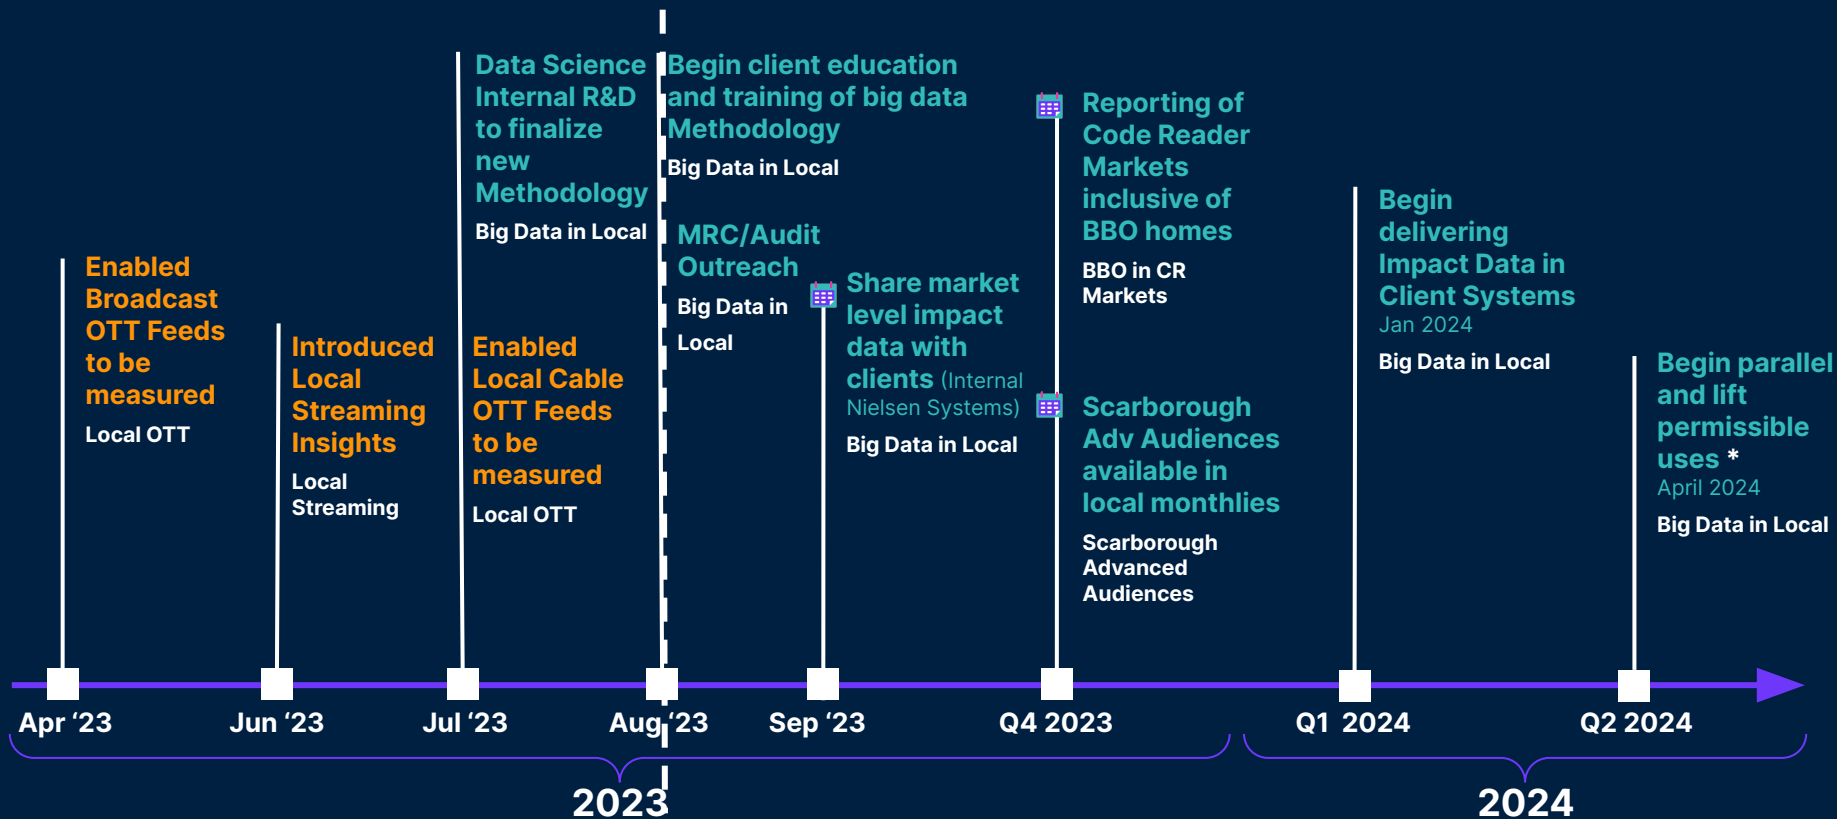 Enabled
Broadcast
OTT Feeds
to be
measured
Local OTT
Introduced
Local
Streaming
Insights
Local
Streaming
Data Science
Internal R&D
to finalize
new
Methodology
Big Data in Local
Enabled
Local Cable
OTT Feeds
to be
measured
Local OTT
Begin client education
and training of big data
Methodology
Big Data in Local
MRC/Audit
Outreach
Big Data in
Local
Share market
level impact
data with
clients (Internal
Nielsen Systems)
Big Data in Local
Reporting of
Code Reader
Markets
inclusive of
BBO homes
BBO in CR
Markets
Scarborough
Adv Audiences
available in
local monthlies
Scarborough
Advanced
Audiences
Begin
delivering
Impact Data in
Client Systems
Jan 2024
Big Data in Local
Begin parallel
and lift
permissible
uses *
April 2024
Big Data in Local
Apr ‘23
Jun ‘23
Jul ‘23
Aug ‘23
Sep ‘23
Q4 2023
Q1 2024
Q2 2024
2023
2024